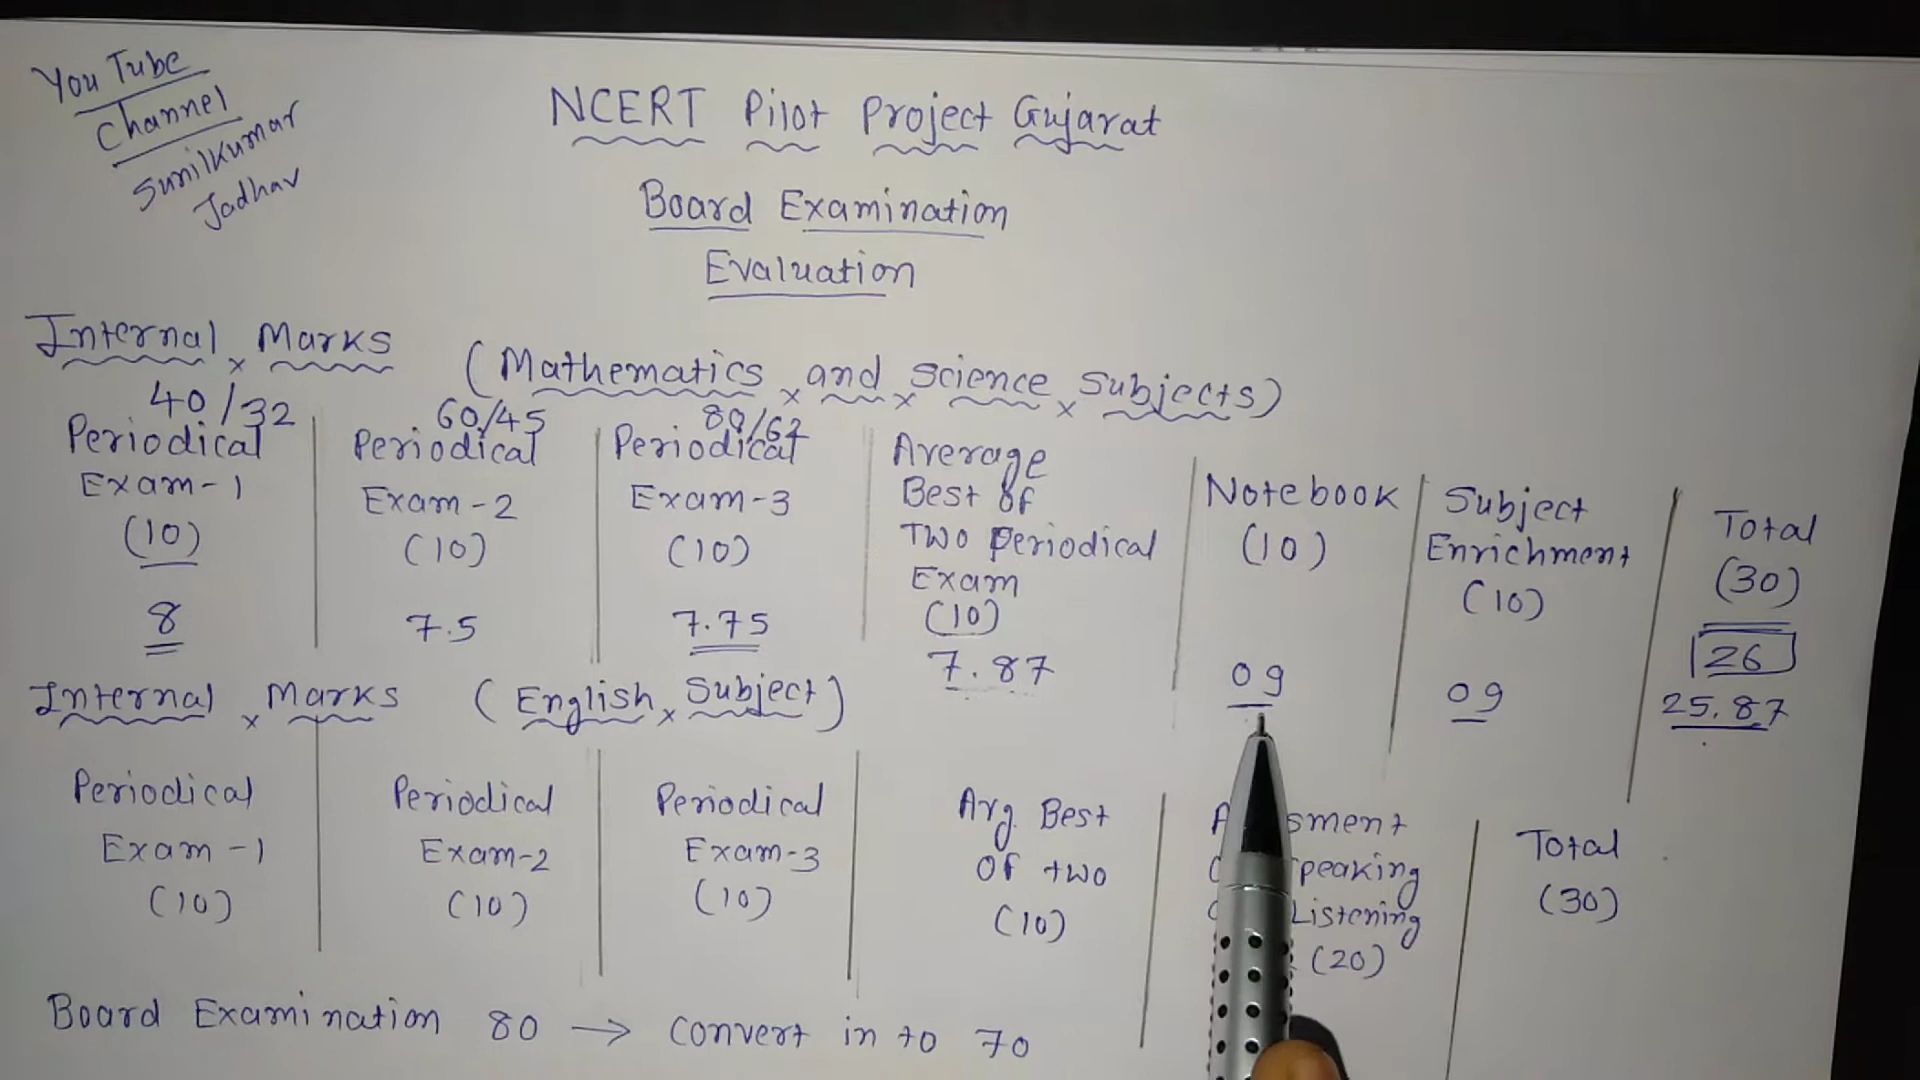 YouTube
Channel
Sunilkumar
Jadhav
NCERT Pilot Project Gujarat
Board Examination
Evaluation
Internal Marks (Mathematics and Science Subjects)
40/32
Periodical
Exam-1
(10)
8
60/45
Periodical
Exam-2
(10)
7.5
80/62
Periodical
Exam-3
(10)
7.75
Average
Best of
Two Periodical
Exam
(10)
7.87
Notebook
(10)
09
Subject
Enrichment
(10)
09
Total
(30)
26
25.87
Internal Marks (English Subject)
Periodical
Exam-1
(10)
Periodical
Exam-2
(10)
Periodical
Exam-3
(10)
Avg. Best
of two
(10)
Listening
(20)
Total
(30)
Board Examination 80 → Convert in to 70